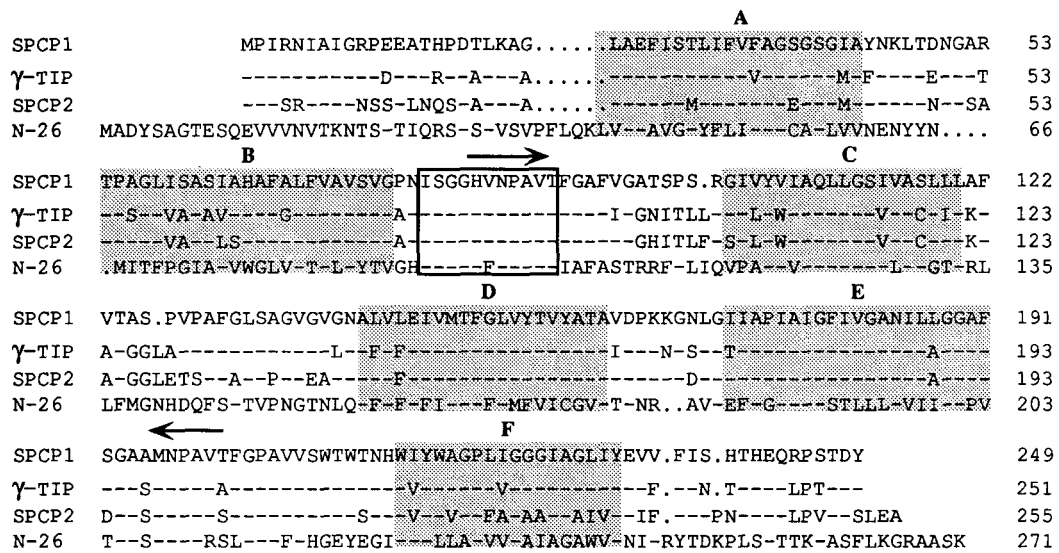 A
SPCP1 MPIRNIAIGRPEEATHPDTLKAG......LAEFISTLIFVFAGSGSGIAYNKLTDNGAR 53
γ-TIP -----------D---R--A---A......------------V------M-F----E---T 53
SPCP2 ---SR----NSS-LNQS-A---A......-------M-------E---M------N--SA 53
N-26 MADYSAGTESQEVVVNVTKNTS-TIQRS-S-VSVPFLQKLV--AVG-YFLI---CA-LVVNENYYN.... 66
B C
SPCP1 TPAGLISASIAHAFALFVAVSVGPNISGGHVNPAVTFGAFVGATSPS.RGIVYVIAQLLGSIVASLLLAF 122
γ-TIP --S--VA-AV----G--------A----------------I-GNITLL--L-W-------V--C-I-K- 123
SPCP2 -----VA--LS------------A------------------GHITLF-S-L-W------V--C---K- 123
N-26 .MITFPGIA-VWGLV-T-L-YTVGH-----F-----IAFASTRRF-LIQVPA--V-------L--GT-RL 135
D E
SPCP1 VTAS.PVPAFGLSAGVGVGNALVLEIVMTFGLVYTVYATAVDPKKGNLGIIAPIAIGFIVGANILLGGAF 191
γ-TIP A-GGLA------------L--F-F-----------------I---N-S--T---------------A---- 193
SPCP2 A-GGLETS--A--P--EA----F-----------------------D-------------------A---- 193
N-26 LFMGNHDQFS-TVPNGTNLQ-F-F-FI---F-MFVICGV-T-NR..AV-EF-G----STLLL-VII--PV 203
F
SPCP1 SGAAMNPAVTFGPAVVSWTWTNHWIYWAGPLIGGGIAGLIYEVV.FIS.HTHEQRPSTDY 249
γ-TIP ---S-----A--------------V------V-----------F.--N.T-----LPT--- 251
SPCP2 D--S-----S----------S---V--V--FA-AA--AIV-IF.--PN---LPV--SLEA 255
N-26 T--S----RSL---F-HGEYEGI---LLA-VV-AIAGAWV-NI-RYTDKPLS-TTK-ASFLKGRAASK 271